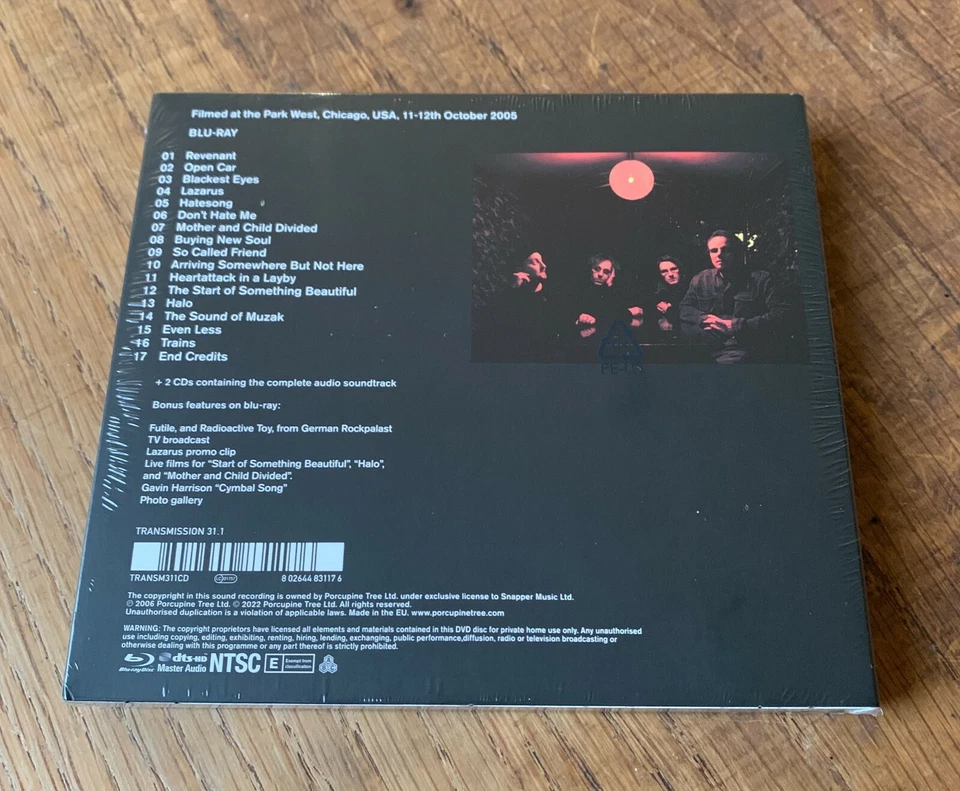 Filmed at the Park West, Chicago, USA, 11-12th October 2005
BLU-RAY
01 Revenant
02 Open Car
03 Blackest Eyes
04 Lazarus
05 Hatesong
06 Don't Hate Me
07 Mother and Child Divided
08 Buying New Soul
09 So Called Friend
10 Arriving Somewhere But Not Here
11 Heartattack in a Layby
12 The Start of Something Beautiful
13 Halo
14 The Sound of Muzak
15 Even Less
16 Trains
17 End Credits
+ 2 CDs containing the complete audio soundtrack
Bonus features on blu-ray:
Futile, and Radioactive Toy, from German Rockpalast
TV broadcast
Lazarus promo clip
Live films for "Start of Something Beautiful", "Halo",
and "Mother and Child Divided".
Gavin Harrison "Cymbal Song"
Photo gallery
TRANSMISSION 31.1
TRANSM311CD 8 02644 83117 6
The copyright in this sound recording is owned by Porcupine Tree Ltd. under exclusive license to Snapper Music Ltd.
℗ 2006 Porcupine Tree Ltd. © 2022 Porcupine Tree Ltd. All rights reserved.
Unauthorised duplication is a violation of applicable laws. Made in the EU. www.porcupinetree.com
WARNING: The copyright proprietors have licensed all elements and materials contained in this DVD disc for private home use only. Any unauthorised
use including copying, editing, exhibiting, renting, hiring, lending, exchanging, public performance,diffusion, radio or television broadcasting or
otherwise dealing with this programme or any part thereof is strictly prohibited.
Blu-ray Disc dts-HD Master Audio NTSC E Exempt from classification